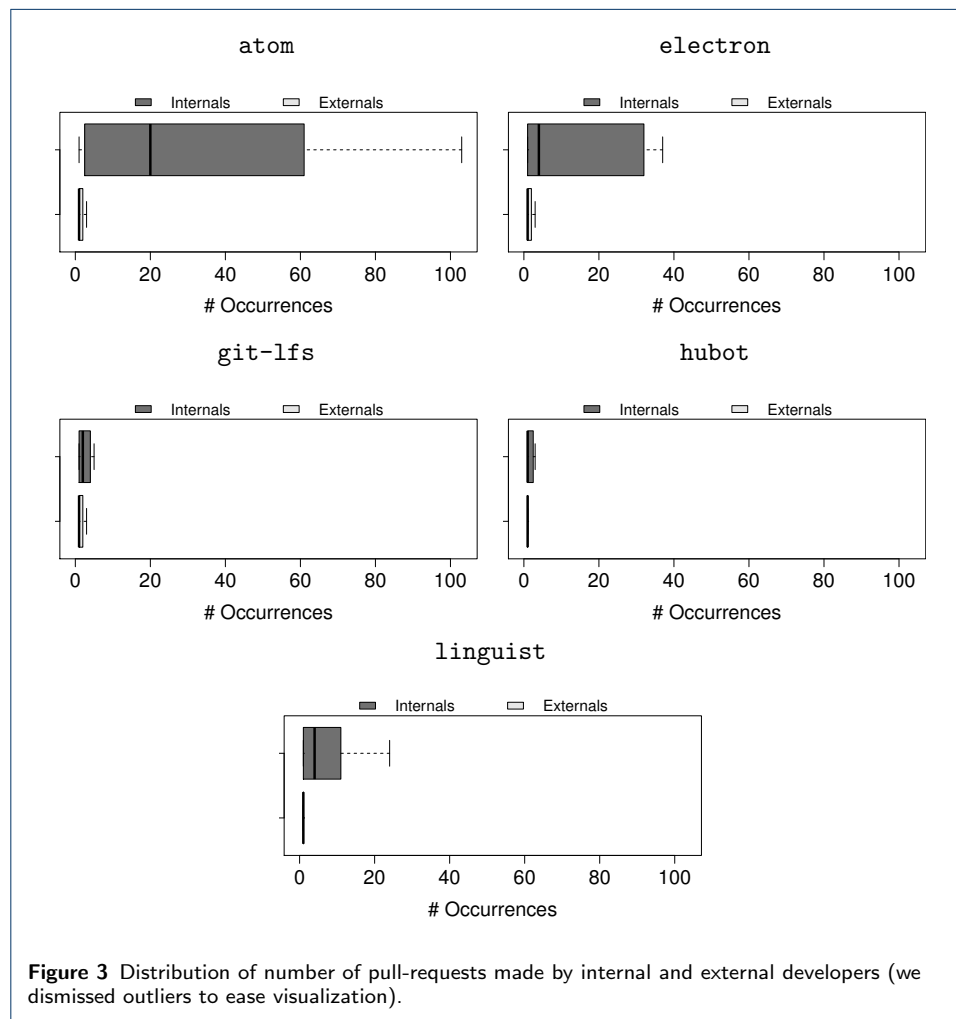 atom
electron
Internals Externals
Internals Externals
0 20 40 60 80 100
# Occurrences
0 20 40 60 80 100
# Occurrences
git-lfs
hubot
Internals Externals
Internals Externals
0 20 40 60 80 100
# Occurrences
0 20 40 60 80 100
# Occurrences
linguist
Internals Externals
0 20 40 60 80 100
# Occurrences
Figure 3 Distribution of number of pull-requests made by internal and external developers (we
dismissed outliers to ease visualization).